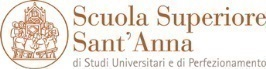 Scuola Superiore
Sant'Anna
di Studi Universitari e di Perfezionamento